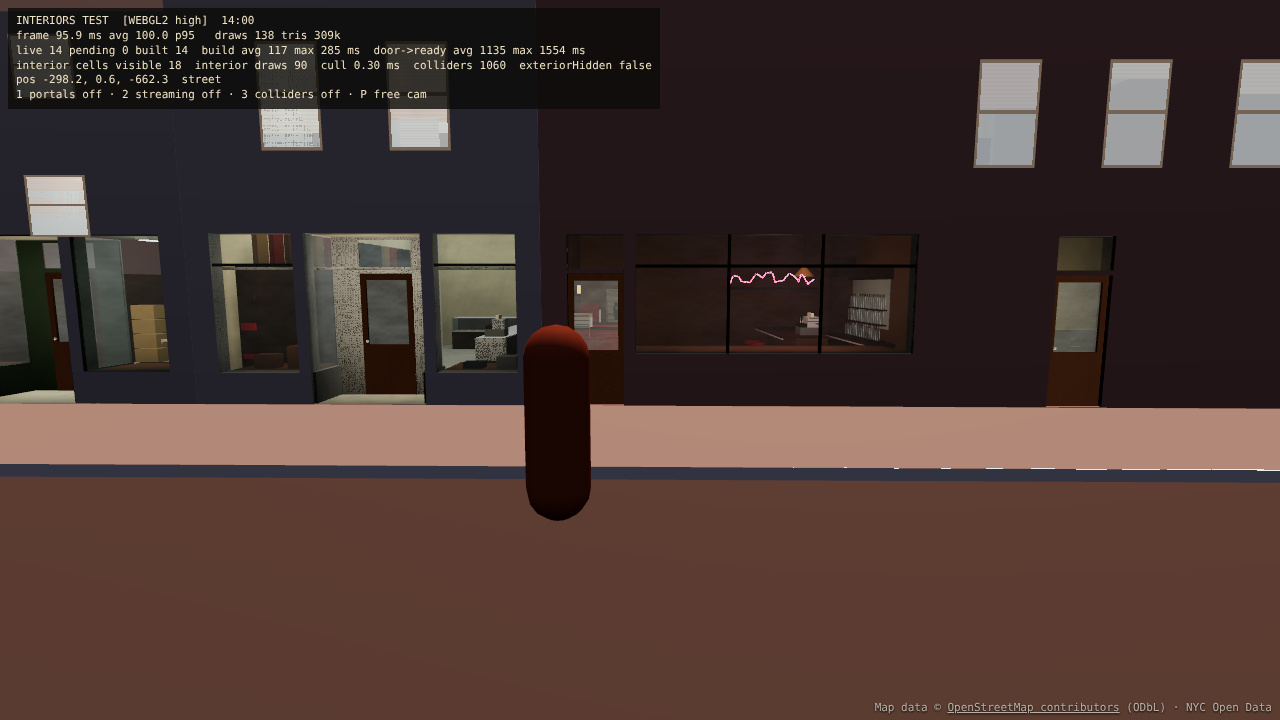 INTERIORS TEST  [WEBGL2 high]  14:00
frame 95.9 ms avg 100.0 p95   draws 138 tris 309k
live 14 pending 0 built 14  build avg 117 max 285 ms  door->ready avg 1135 max 1554 ms
interior cells visible 18  interior draws 90  cull 0.30 ms  colliders 1060  exteriorHidden false
pos -298.2, 0.6, -662.3  street
1 portals off · 2 streaming off · 3 colliders off · P free cam
Map data © OpenStreetMap contributors (ODbL) · NYC Open Data